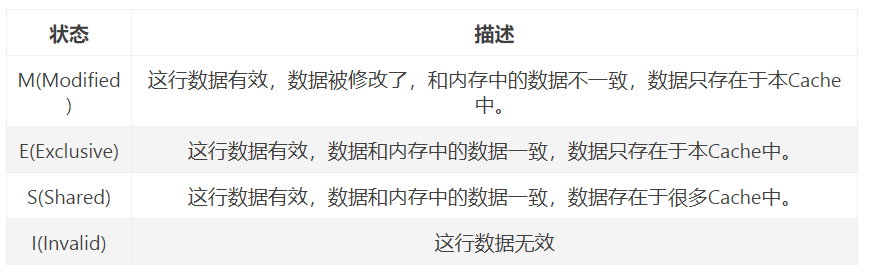 状态 描述
M(Modified 这行数据有效，数据被修改了，和内存中的数据不一致，数据只存在于本Cache
) 中。
E(Exclusive) 这行数据有效，数据和内存中的数据一致，数据只存在于本Cache中。
S(Shared) 这行数据有效，数据和内存中的数据一致，数据存在于很多Cache中。
I(Invalid) 这行数据无效